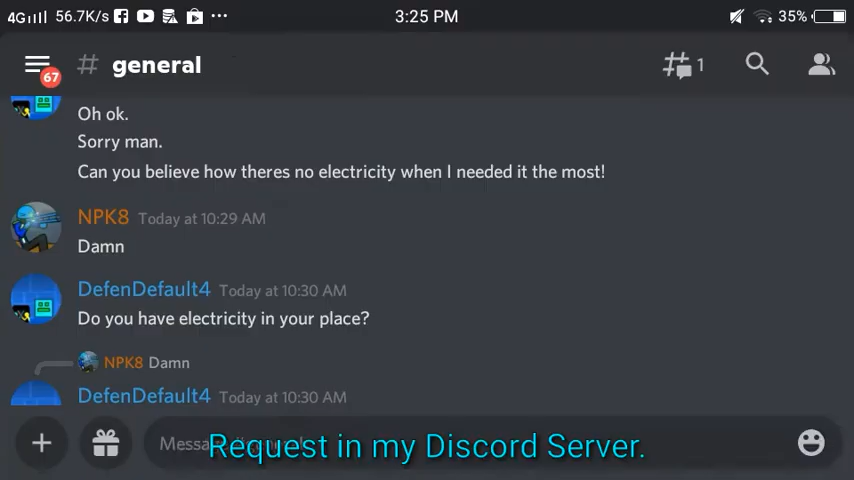 4G 56.7K/s 3:25 PM 35%
67 # general 1
Oh ok.
Sorry man.
Can you believe how theres no electricity when I needed it the most!
NPK8 Today at 10:29 AM
Damn
DefenDefault4 Today at 10:30 AM
Do you have electricity in your place?
NPK8 Damn
DefenDefault4 Today at 10:30 AM
Request in my Discord Server.